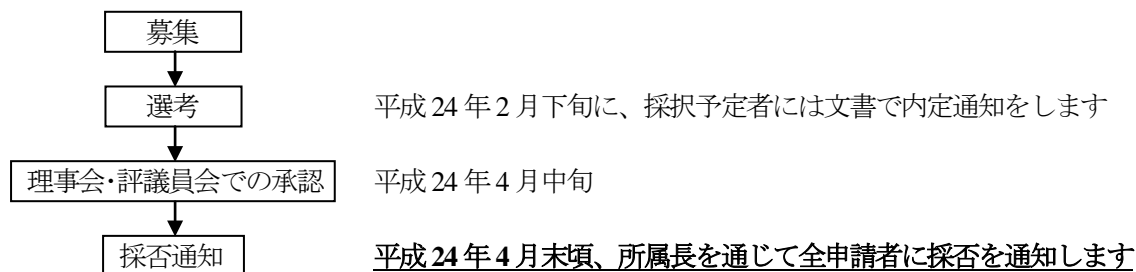 募集
選考 平成24年2月下旬に、採択予定者には文書で内定通知をします
理事会・評議員会での承認 平成24年4月中旬
採否通知 平成24年4月末頃、所属長を通じて全申請者に採否を通知します